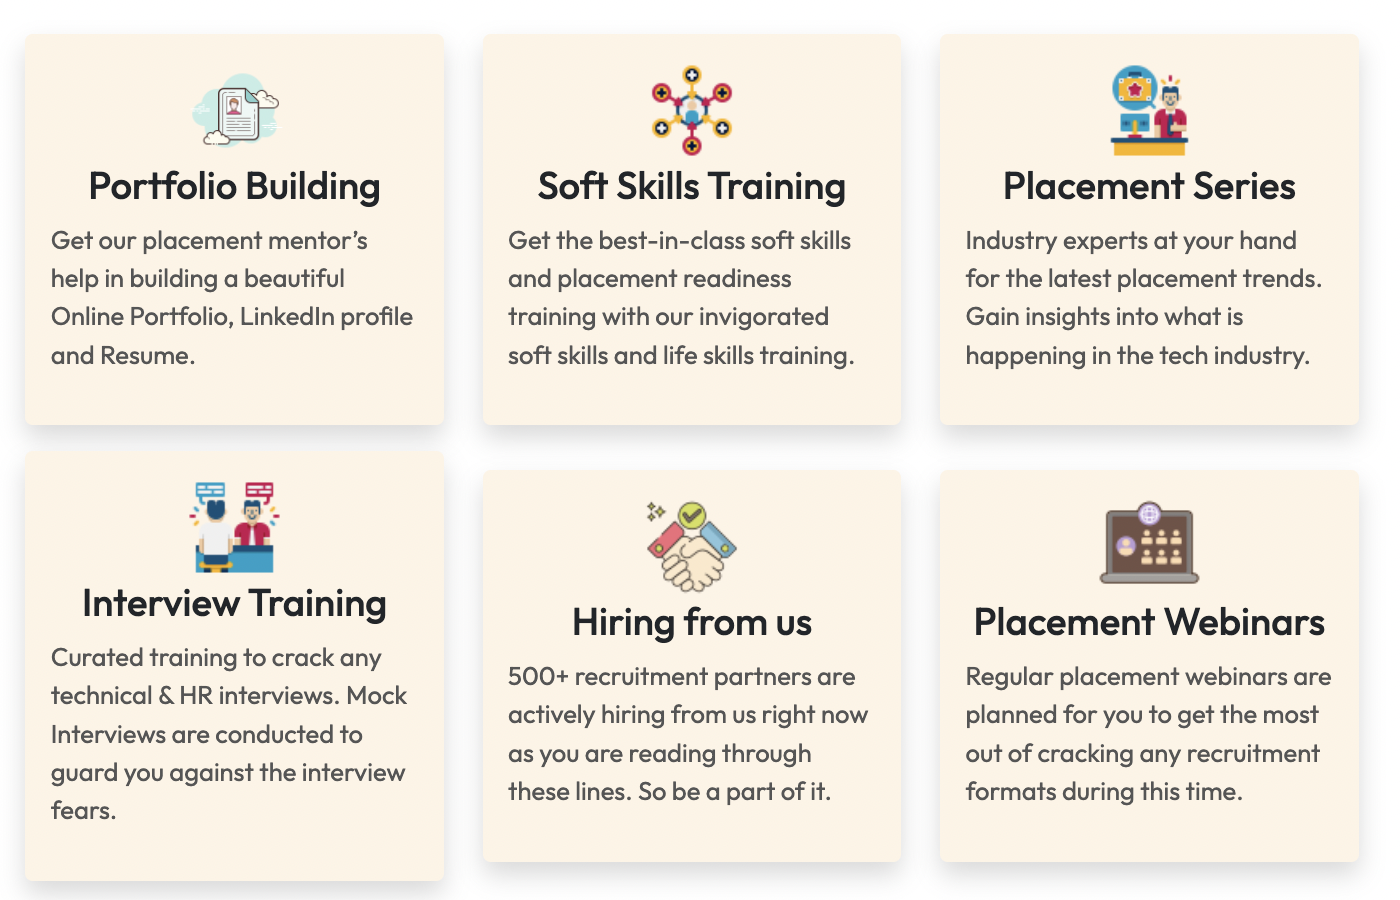 Portfolio Building
Get our placement mentor’s
help in building a beautiful
Online Portfolio, LinkedIn profile
and Resume.
Soft Skills Training
Get the best-in-class soft skills
and placement readiness
training with our invigorated
soft skills and life skills training.
Placement Series
Industry experts at your hand
for the latest placement trends.
Gain insights into what is
happening in the tech industry.
Interview Training
Curated training to crack any
technical & HR interviews. Mock
Interviews are conducted to
guard you against the interview
fears.
Hiring from us
500+ recruitment partners are
actively hiring from us right now
as you are reading through
these lines. So be a part of it.
Placement Webinars
Regular placement webinars are
planned for you to get the most
out of cracking any recruitment
formats during this time.